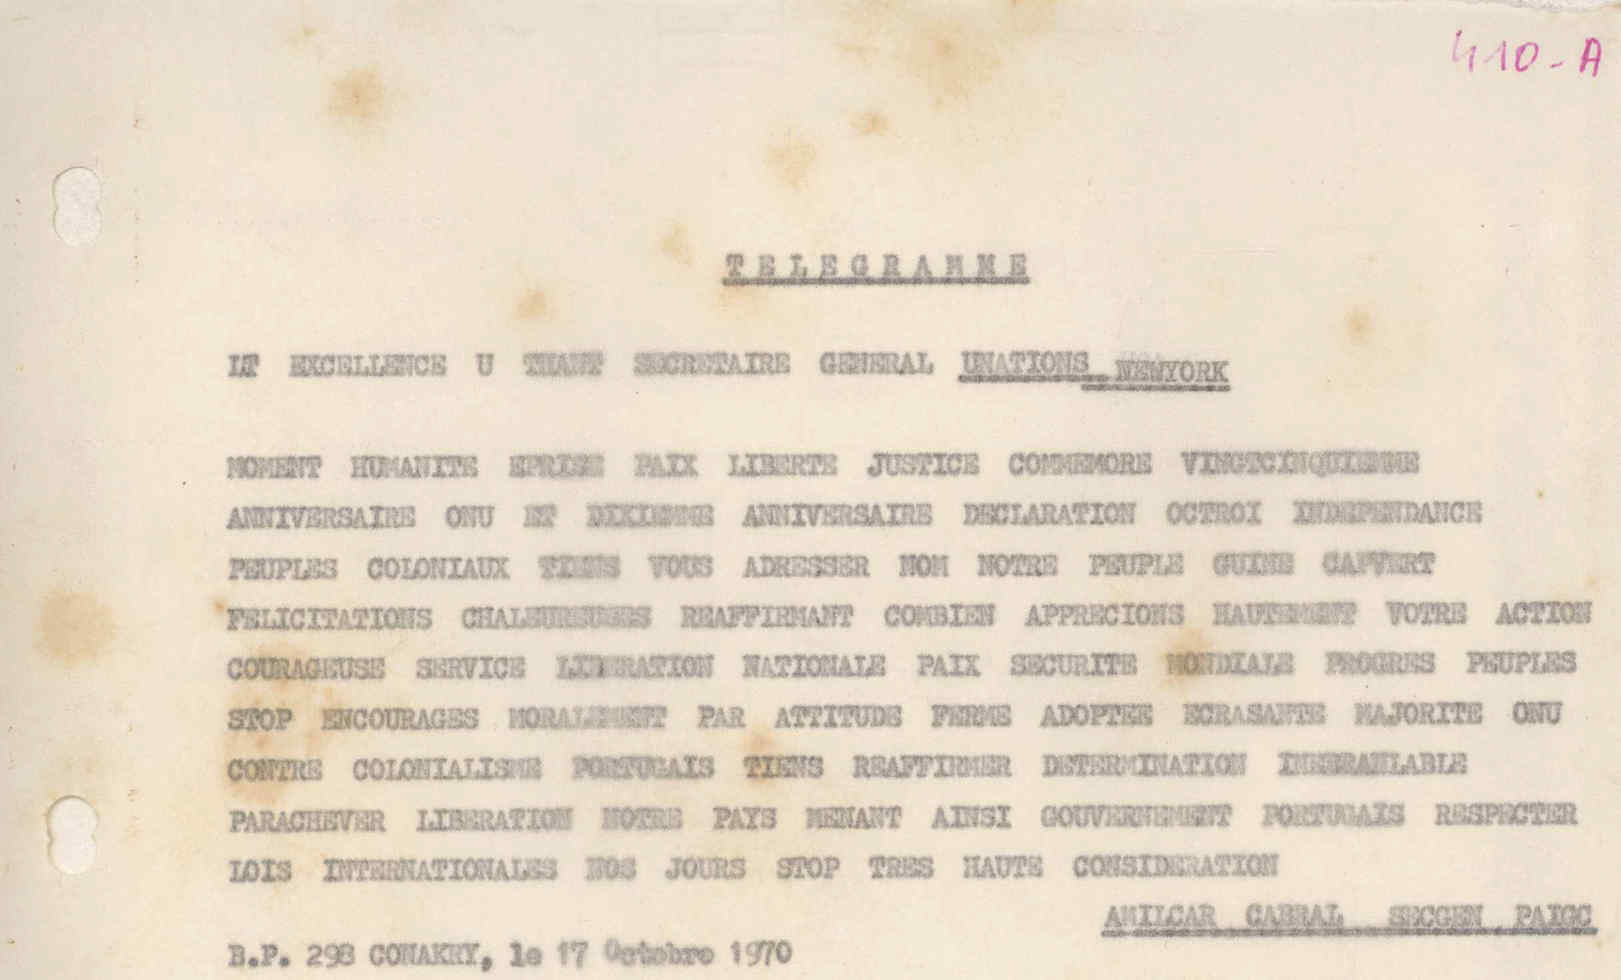 410-A
TELEGRAMME
LT EXCELLENCE U THANT SECRETAIRE GENERAL UNATIONS NEWYORK
MOMENT HUMANITE EPRISE PAIX LIBERTE JUSTICE COMMEMORE VINGTCINQUIEME
ANNIVERSAIRE ONU ET DIXIEMME ANNIVERSAIRE DECLARATION OCTROI INDEPENDANCE
PEUPLES COLONIAUX TIENS VOUS ADRESSER NOM NOTRE PEUPLE GUINE CAPVERT
FELICITATIONS CHALEUREUSES REAFFIRMANT COMBIEN APPRECIONS HAUTEMENT VOTRE ACTION
COURAGEUSE SERVICE LIBERATION NATIONALE PAIX SECURITE MONDIALE PROGRES PEUPLES
STOP ENCOURAGES MORALEMENT PAR ATTITUDE FERME ADOPTEE ECRASANTE MAJORITE ONU
CONTRE COLONIALISME PORTUGAIS TIENS REAFFIRMER DETERMINATION INEBRANLABLE
PARACHEVER LIBERATION NOTRE PAYS MENANT AINSI GOUVERNEMENT PORTUGAIS RESPECTER
LOIS INTERNATIONALES NOS JOURS STOP TRES HAUTE CONSIDERATION
AMILCAR CABRAL SECGEN PAIGC
B.P. 298 CONAKRY, le 17 Octobre 1970